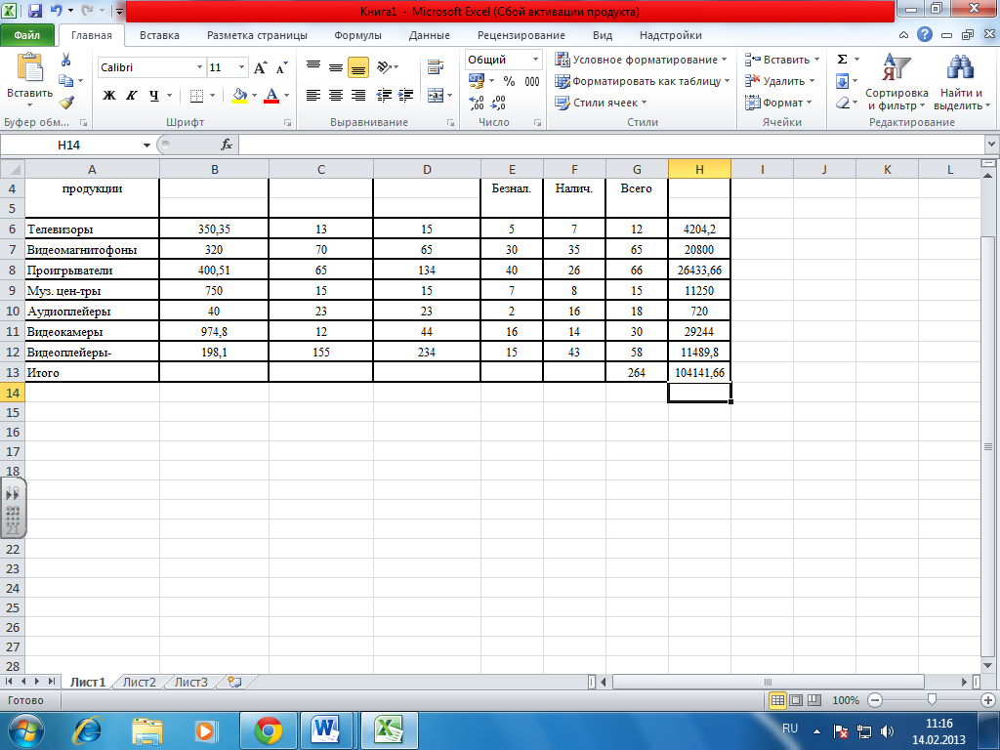 Книга1 - Microsoft Excel (Сбой активации продукта)
Файл Главная Вставка Разметка страницы Формулы Данные Рецензирование Вид Надстройки
Вставить
Calibri 11
Ж К Ч
Общий
% 000
Условное форматирование
Форматировать как таблицу
Стили ячеек
Вставить
Удалить
Формат
Σ
Сортировка и фильтр
Найти и выделить
Буфер обм... Шрифт Выравнивание Число Стили Ячейки Редактирование
H14 fx
A B C D E F G H I J K L
4 продукции Безнал. Налич. Всего
5
6 Телевизоры 350,35 13 15 5 7 12 4204,2
7 Видеомагнитофоны 320 70 65 30 35 65 20800
8 Проигрыватели 400,51 65 134 40 26 66 26433,66
9 Муз. цен-тры 750 15 15 7 8 15 11250
10 Аудиоплейеры 40 23 23 2 16 18 720
11 Видеокамеры 974,8 12 44 16 14 30 29244
12 Видеоплейеры- 198,1 155 234 15 43 58 11489,8
13 Итого 264 104141,66
14
15
16
17
18
22
23
24
25
26
27
28
Лист1 Лист2 Лист3
Готово 100%
RU 11:16
14.02.2013